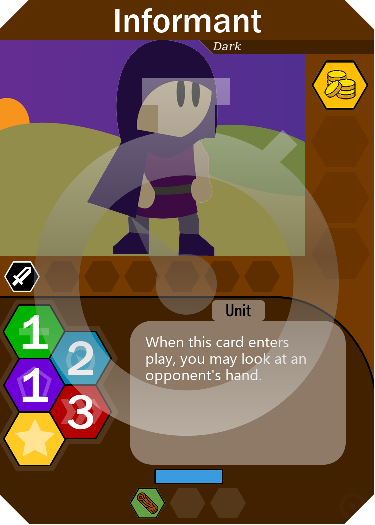 Informant
Dark
Unit
1
2
1
3
When this card enters
play, you may look at an
opponent's hand.